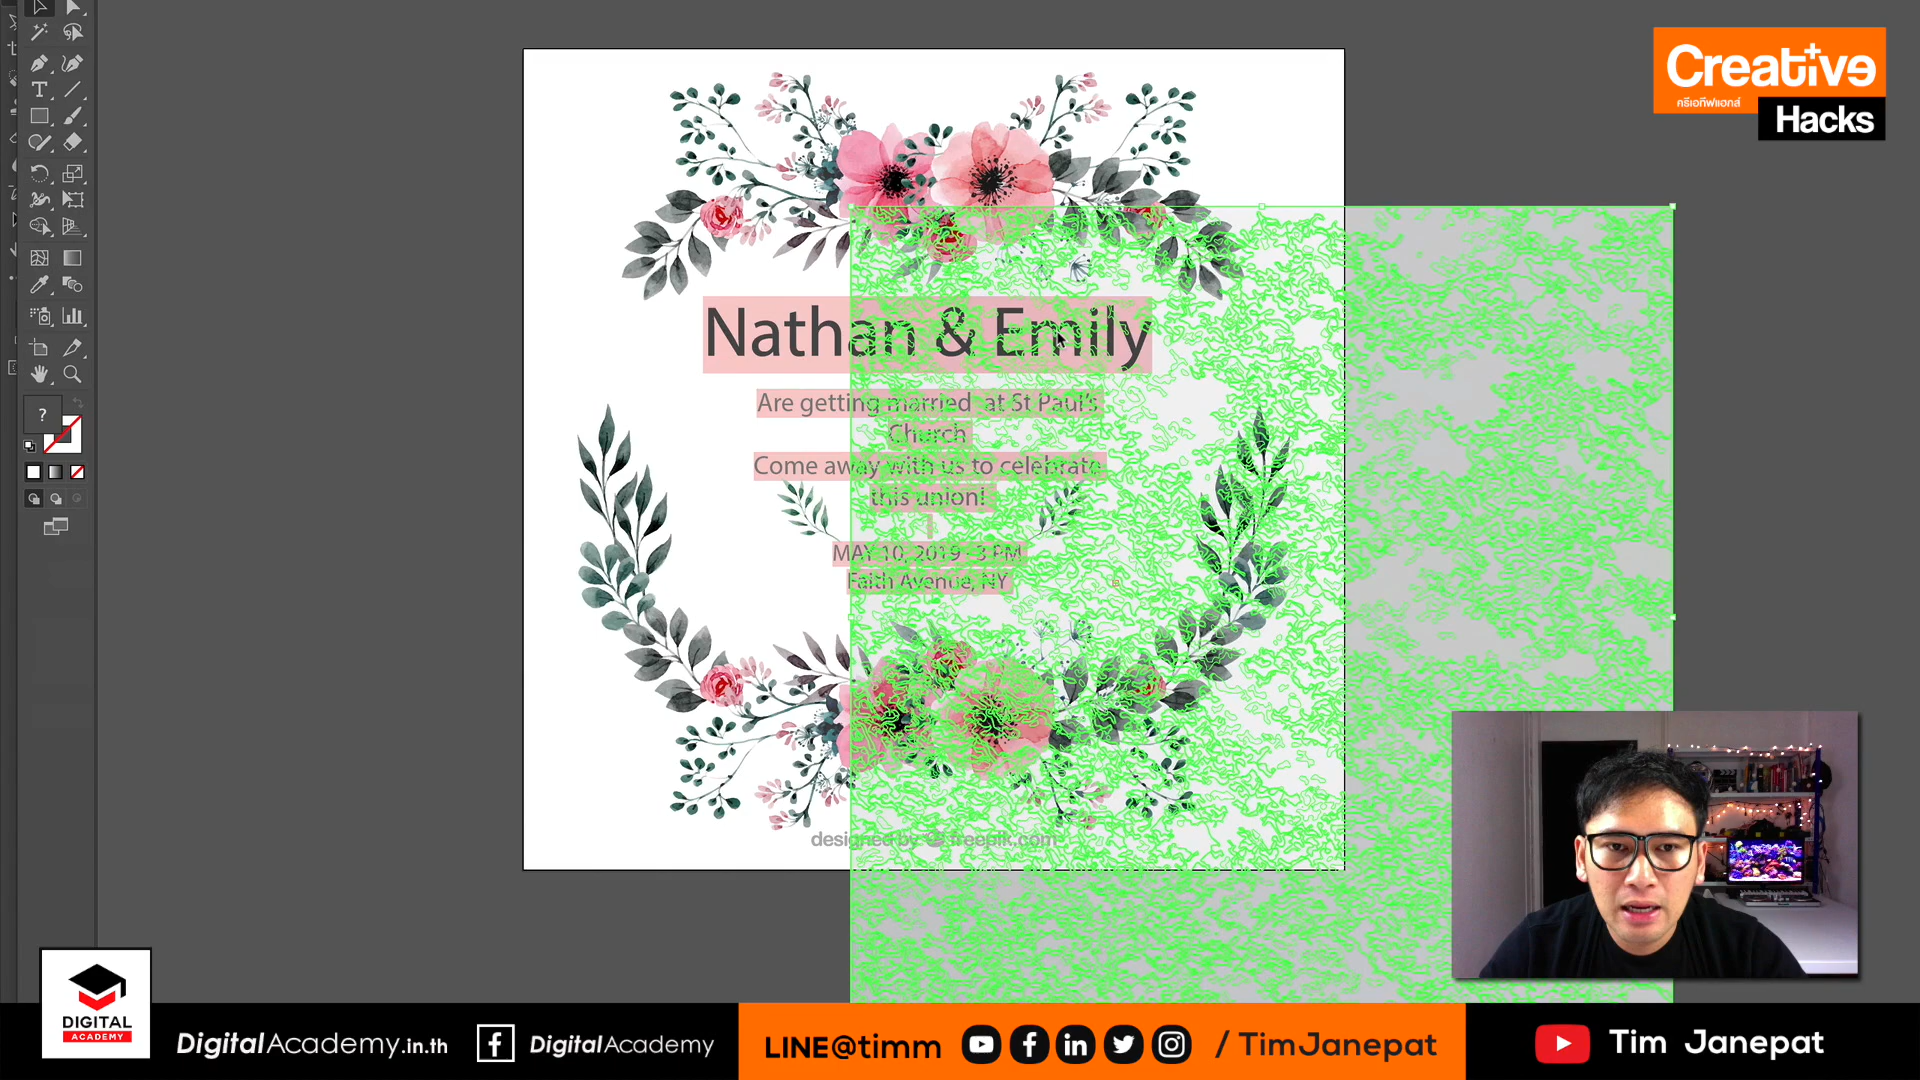 Creative
ครีเอทีฟแฮกส์
Hacks
T
?
Nathan & Emily
Are getting married at St Paul's
Church
Come away with us to celebrate
this union!
MAY 10, 2019 - 3 PM
Faith Avenue, NY
designed by freepik.com
DIGITAL
ACADEMY
DigitalAcademy.in.th
DigitalAcademy
LINE@timm
/ TimJanepat
Tim Janepat